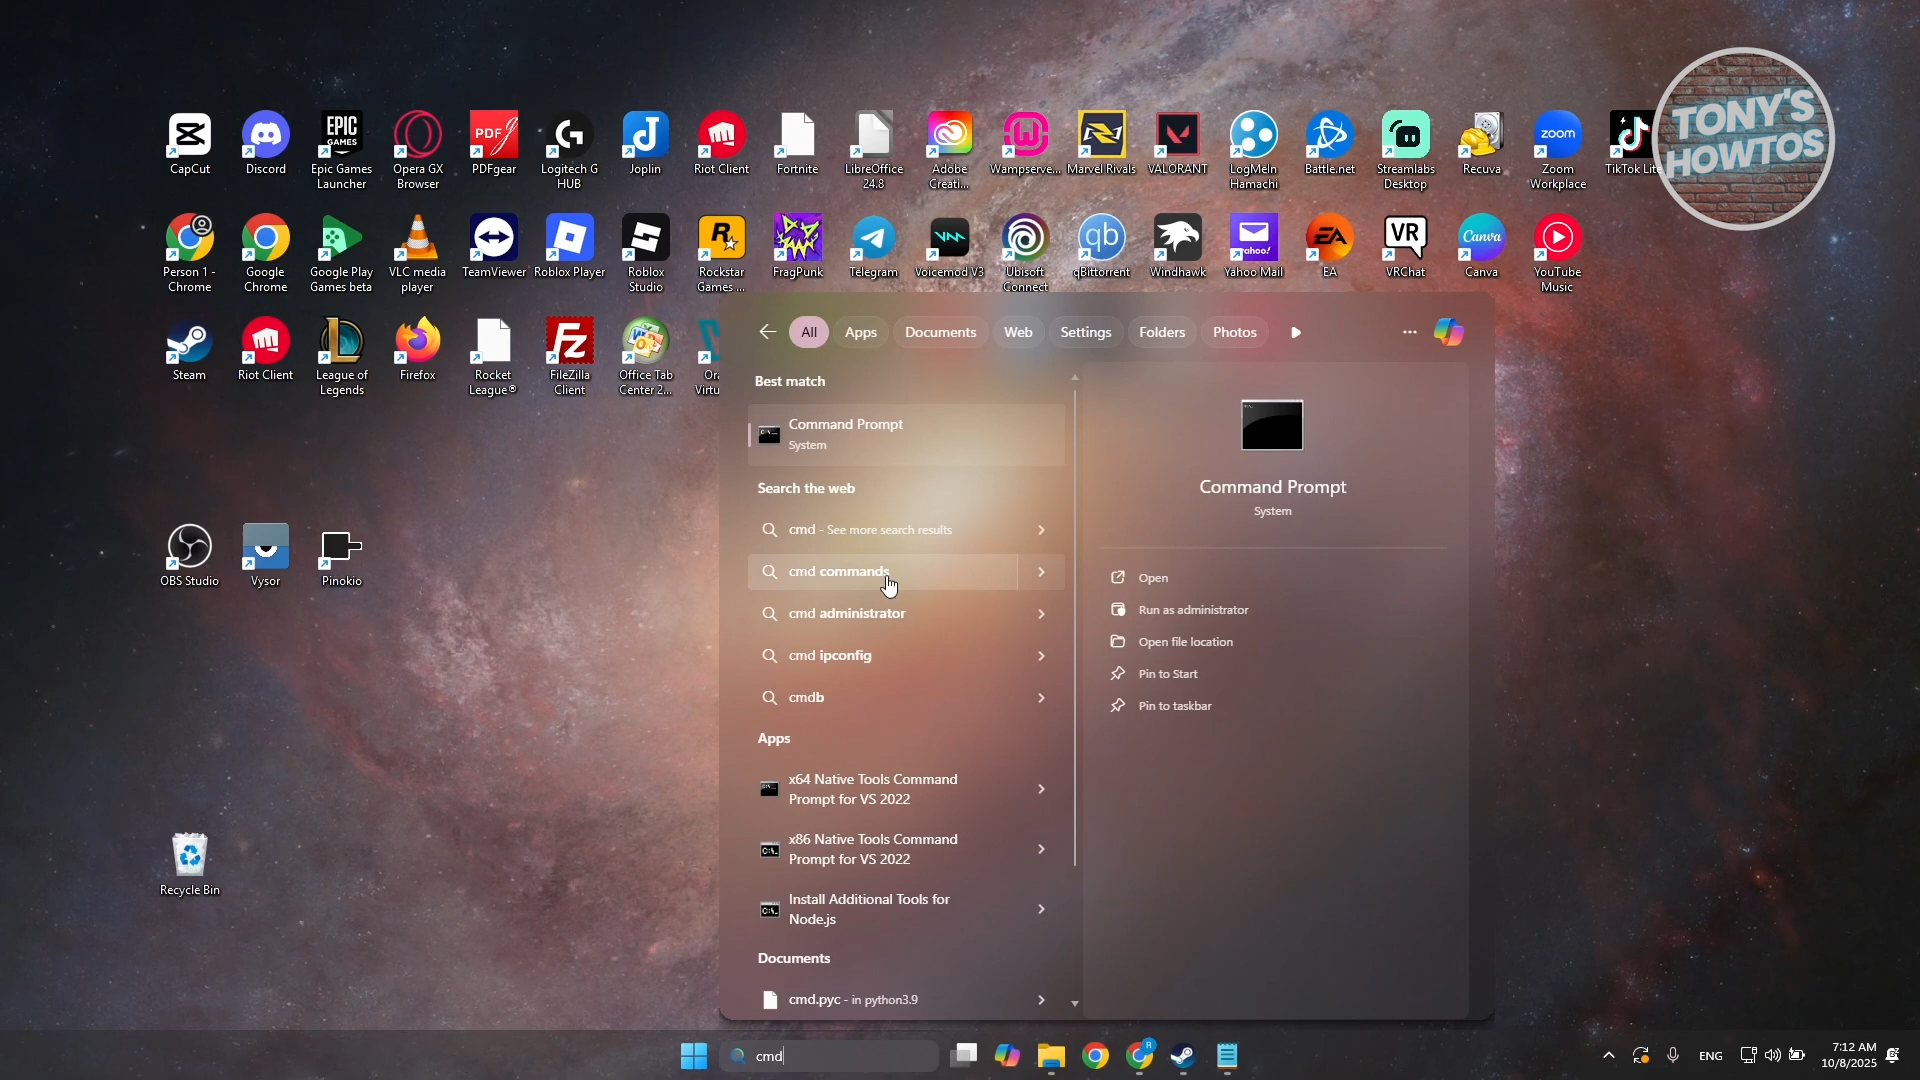 TONY'S
HOWTOS
CapCut
Discord
EPIC
GAMES
Epic Games
Launcher
Opera GX
Browser
PDF
PDFgear
Logitech G
HUB
Joplin
Riot Client
Fortnite
LibreOffice
24.8
Adobe
Creati...
Wampserve...
Marvel Rivals
VALORANT
LogMeIn
Hamachi
Battle.net
Streamlabs
Desktop
Recuva
zoom
Zoom
Workplace
TikTok Lite
Person 1 -
Chrome
Google
Chrome
Google Play
Games beta
VLC media
player
TeamViewer
Roblox Player
Roblox
Studio
Rockstar
Games ...
FragPunk
Telegram
Voicemod V3
Ubisoft
Connect
qb
qBittorrent
Windhawk
yahoo!
Yahoo Mail
EA
EA
VR
VRChat
Canva
Canva
YouTube
Music
Steam
Riot Client
League of
Legends
Firefox
Rocket
League®
Fz
FileZilla
Client
Office Tab
Center 2...
Ora
Virtu
OBS Studio
Vysor
Pinokio
Recycle Bin
All
Apps
Documents
Web
Settings
Folders
Photos
Best match
Command Prompt
System
Search the web
cmd - See more search results
cmd commands
cmd administrator
cmd ipconfig
cmdb
Apps
x64 Native Tools Command
Prompt for VS 2022
x86 Native Tools Command
Prompt for VS 2022
Install Additional Tools for
Node.js
Documents
cmd.pyc - in python3.9
Command Prompt
System
Open
Run as administrator
Open file location
Pin to Start
Pin to taskbar
cmd
R
ENG
7:12 AM
10/8/2025